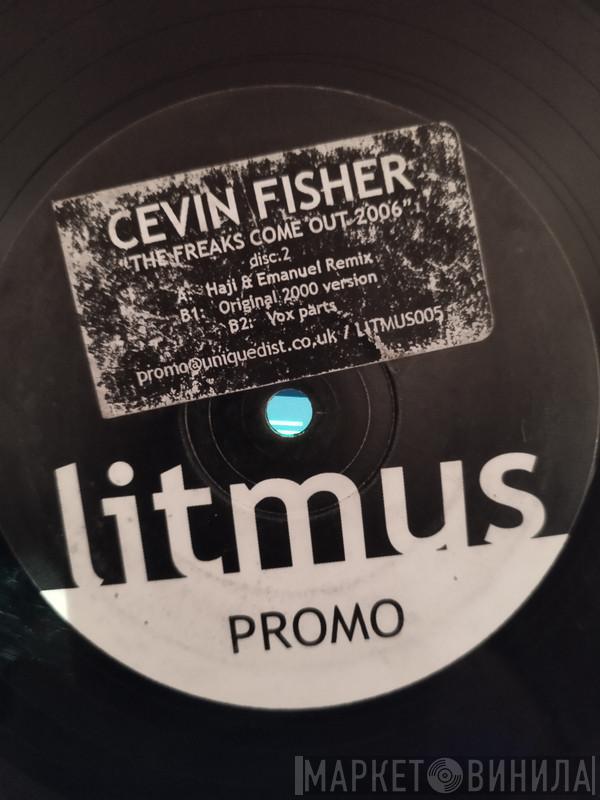 CEVIN FISHER
"THE FREAKS COME OUT 2006"
disc:2
A: Haji & Emanuel Remix
B1: Original 2000 version
B2: Vox parts
promo@uniquedist.co.uk / LITMUS005
litmus
PROMO
МАРКЕТ ВИНИЛА